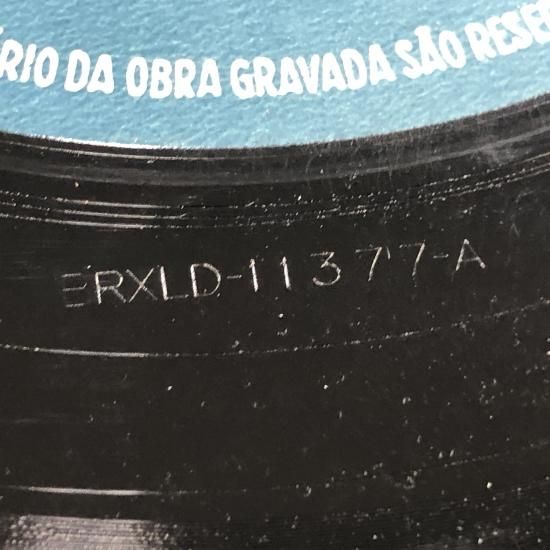 RIO DA OBRA GRAVADA SÃO RESE
ERXLD-11377-A